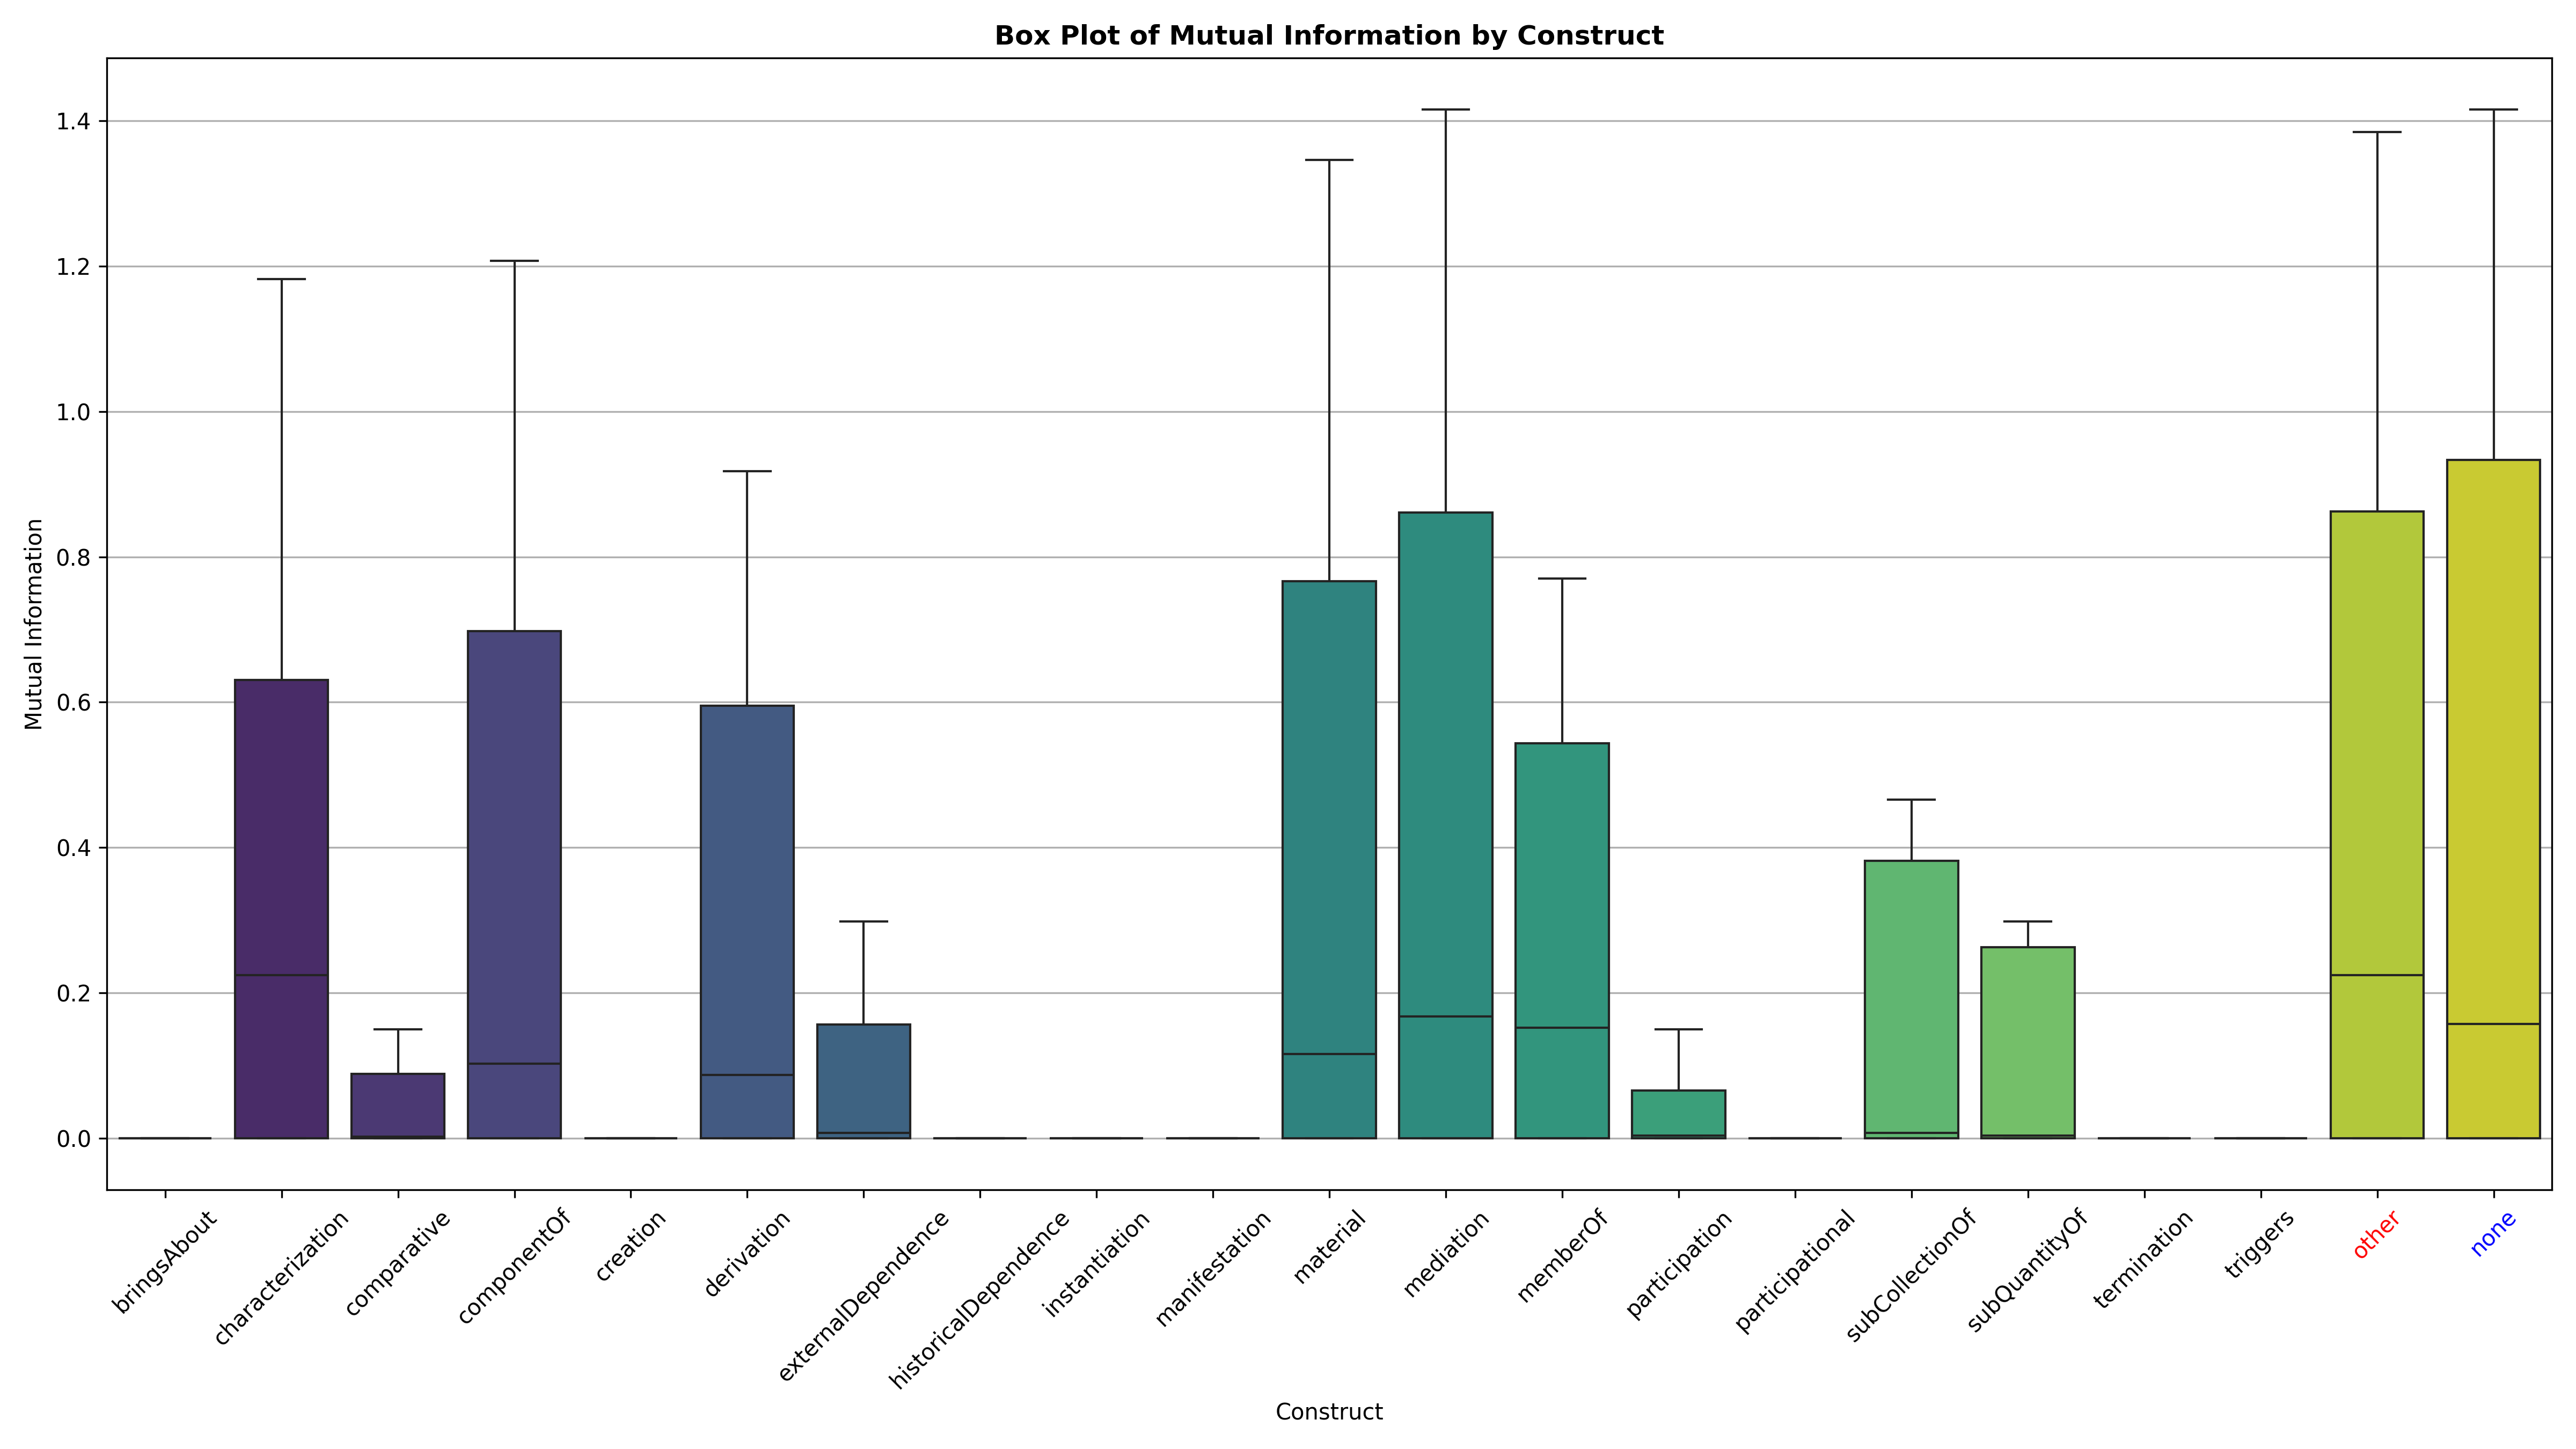 Box Plot of Mutual Information by Construct
Mutual Information
1.4
1.2
1.0
0.8
0.6
0.4
0.2
0.0
bringsAbout
characterization
comparative
componentOf
creation
derivation
externalDependence
historicalDependence
instantiation
manifestation
material
mediation
memberOf
participation
participational
subCollectionOf
subQuantityOf
termination
triggers
other
none
Construct